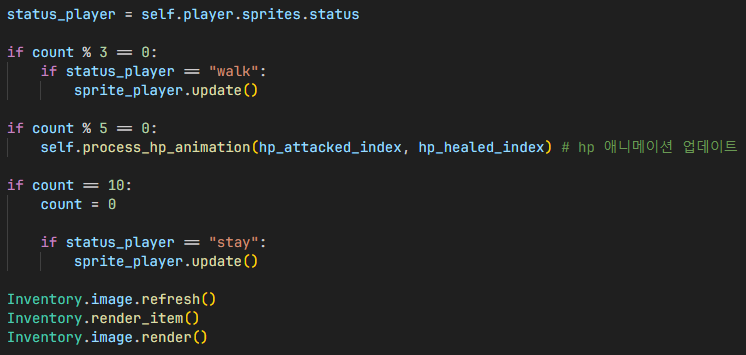 status_player = self.player.sprites.status
if count % 3 == 0:
if status_player == "walk":
sprite_player.update()
if count % 5 == 0:
self.process_hp_animation(hp_attacked_index, hp_healed_index) # hp 애니메이션 업데이트
if count == 10:
count = 0
if status_player == "stay":
sprite_player.update()
Inventory.image.refresh()
Inventory.render_item()
Inventory.image.render()